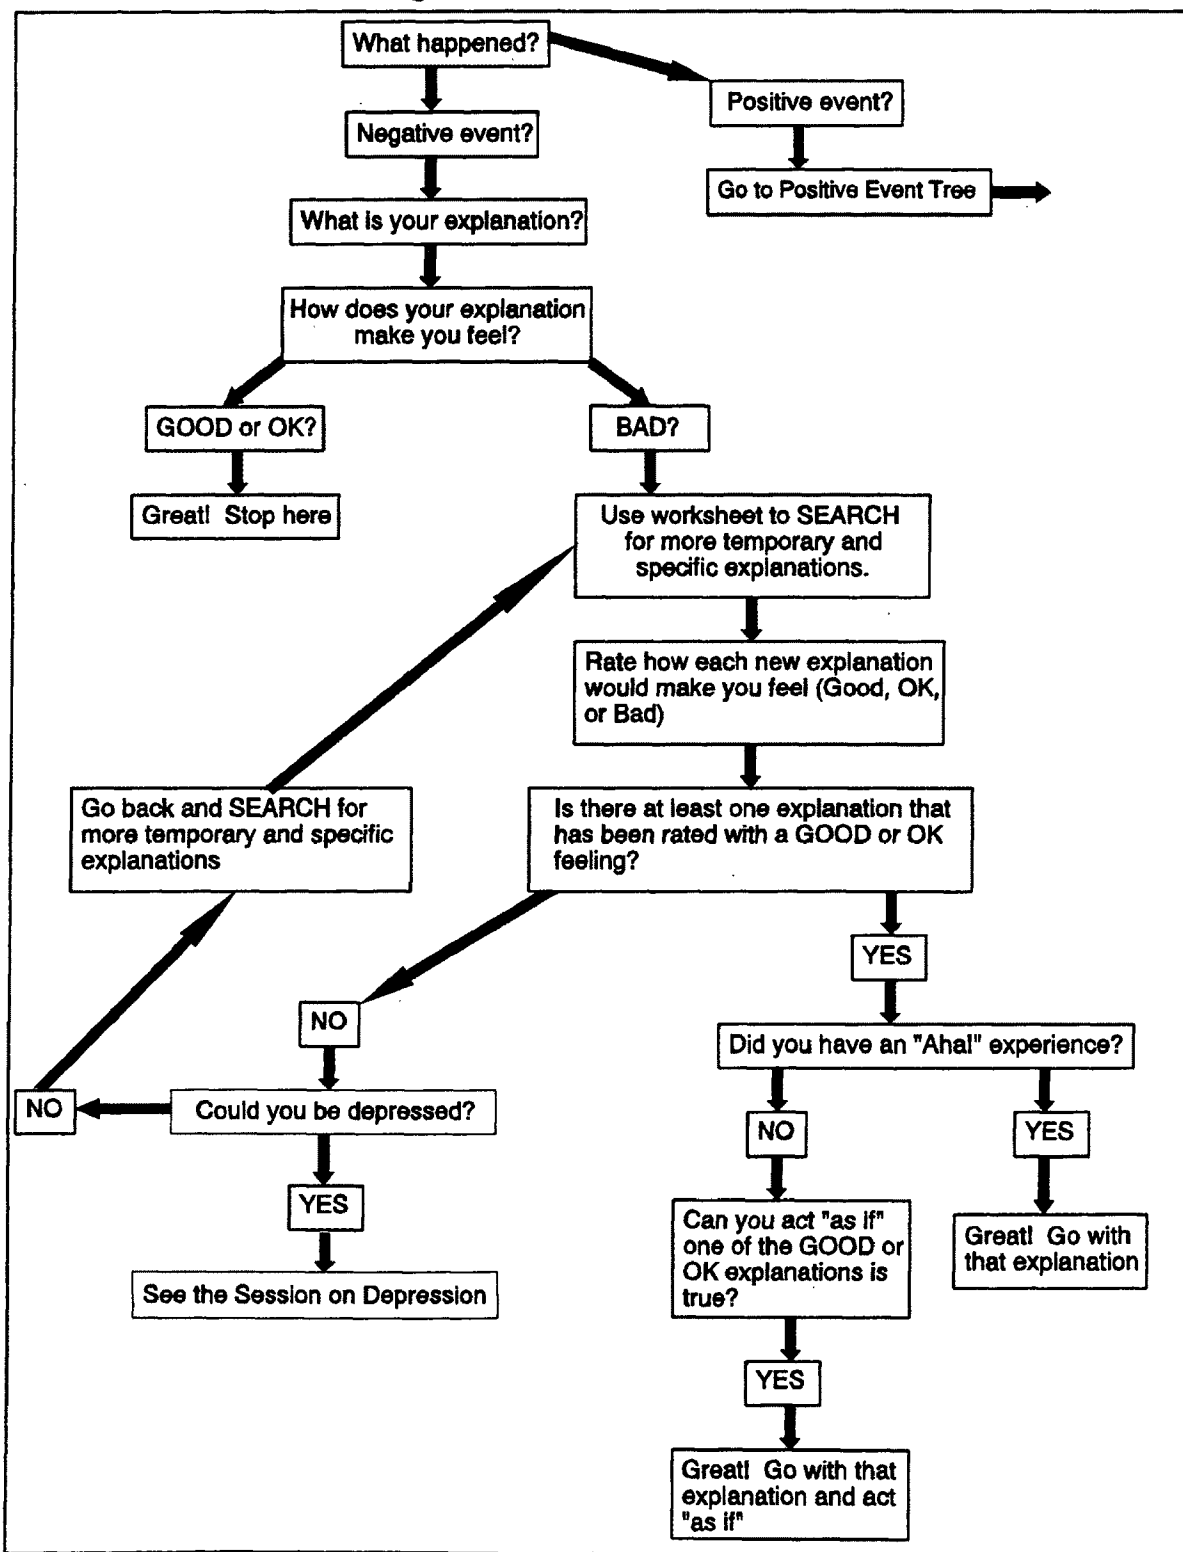 What happened?
Positive event?
Negative event?
Go to Positive Event Tree
What is your explanation?
How does your explanation
make you feel?
GOOD or OK?
BAD?
Great! Stop here
Use worksheet to SEARCH
for more temporary and
specific explanations.
Rate how each new explanation
would make you feel (Good, OK,
or Bad)
Go back and SEARCH for
more temporary and specific
explanations
Is there at least one explanation that
has been rated with a GOOD or OK
feeling?
YES
NO
Did you have an "Aha!" experience?
NO
Could you be depressed?
NO
YES
YES
Can you act "as if"
one of the GOOD or
OK explanations is
true?
Great! Go with
that explanation
See the Session on Depression
YES
Great! Go with that
explanation and act
"as if"